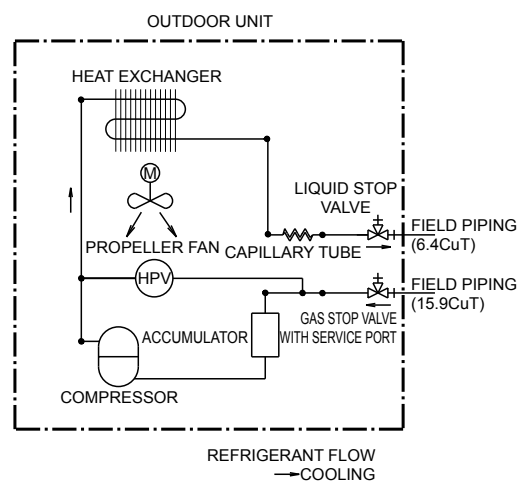 OUTDOOR UNIT
HEAT EXCHANGER
M
LIQUID STOP
VALVE
FIELD PIPING
(6.4CuT)
PROPELLER FAN
CAPILLARY TUBE
HPV
FIELD PIPING
(15.9CuT)
ACCUMULATOR
GAS STOP VALVE
WITH SERVICE PORT
COMPRESSOR
REFRIGERANT FLOW
→COOLING